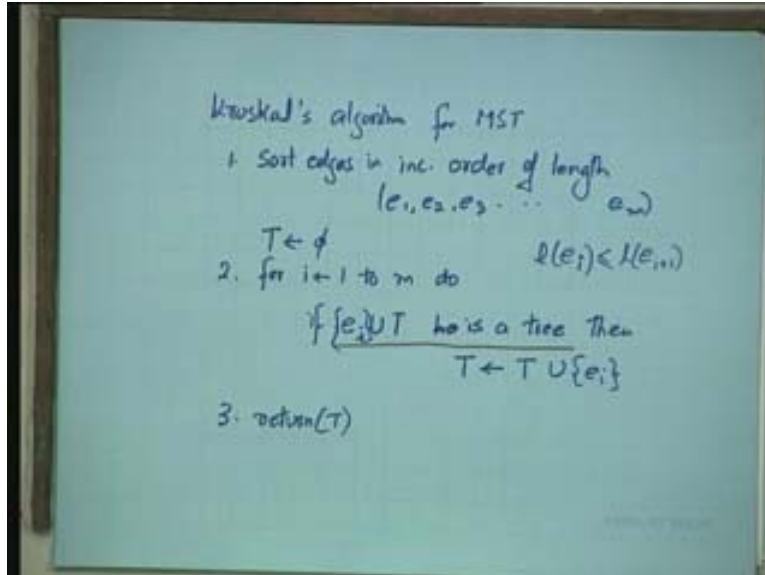 Kruskal's algorithm for MST
1. Sort edges in inc. order of length
(e₁, e₂, e₃ ... eₘ)
T ← ϕ
l(eᵢ) < l(eᵢ₊₁)
2. for i ← 1 to m do
if {eᵢ} ∪ T is a tree then
T ← T ∪ {eᵢ}
3. return(T)